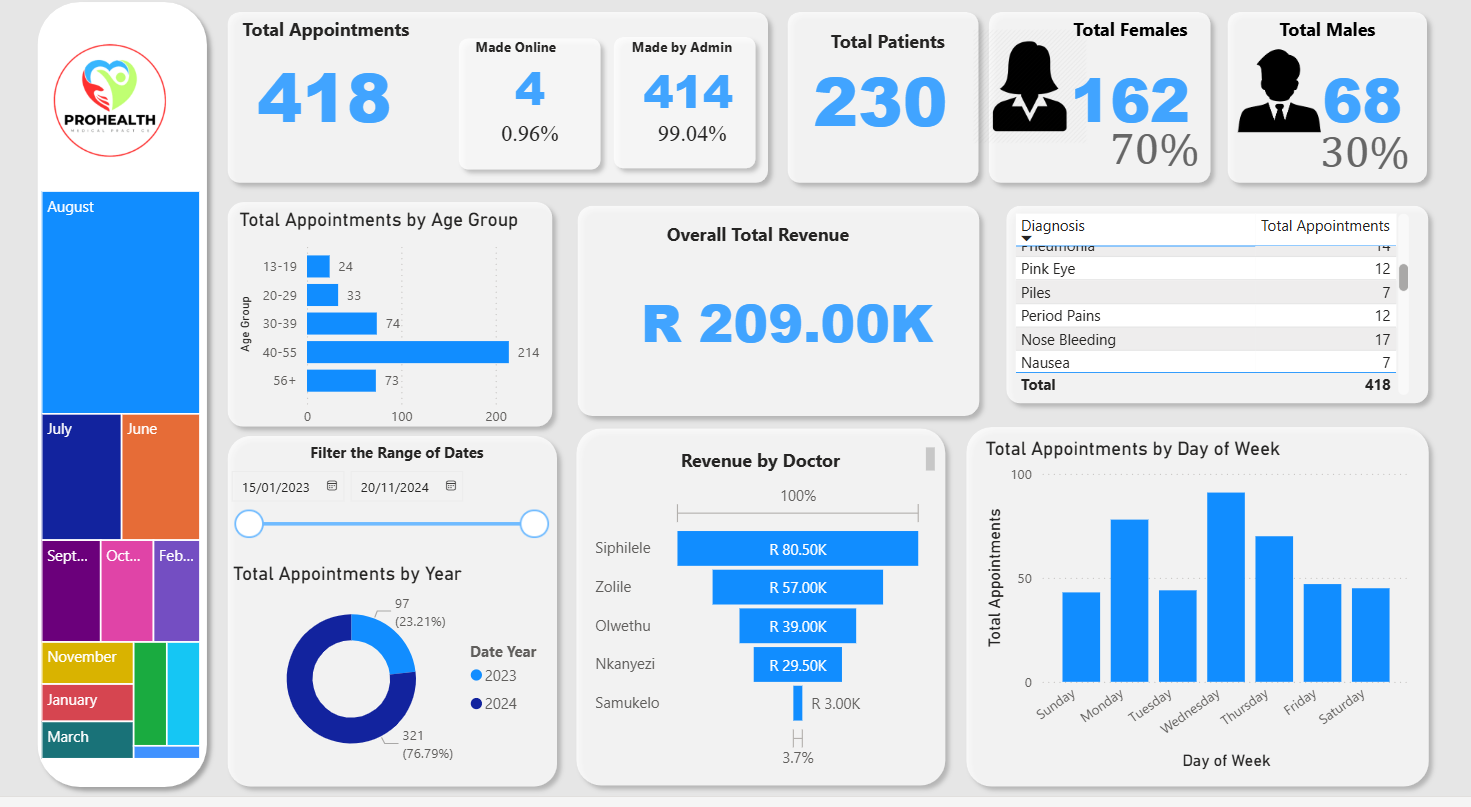 PROHEALTH
MEDICAL PRACTICE
August
July
June
Sept...
Oct...
Feb...
November
January
March
Total Appointments
418
Made Online
4
0.96%
Made by Admin
414
99.04%
Total Patients
230
Total Females
162
70%
Total Males
68
30%
Total Appointments by Age Group
Age Group
13-19
24
20-29
33
30-39
74
40-55
214
56+
73
0
100
200
Overall Total Revenue
R 209.00K
Diagnosis
Total Appointments
Pneumonia
14
Pink Eye
12
Piles
7
Period Pains
12
Nose Bleeding
17
Nausea
7
Total
418
Filter the Range of Dates
15/01/2023
20/11/2024
Total Appointments by Year
97
(23.21%)
321
(76.79%)
Date Year
2023
2024
Revenue by Doctor
100%
Siphilele
R 80.50K
Zolile
R 57.00K
Olwethu
R 39.00K
Nkanyezi
R 29.50K
Samukelo
R 3.00K
3.7%
Total Appointments by Day of Week
Total Appointments
100
50
0
Sunday
Monday
Tuesday
Wednesday
Thursday
Friday
Saturday
Day of Week